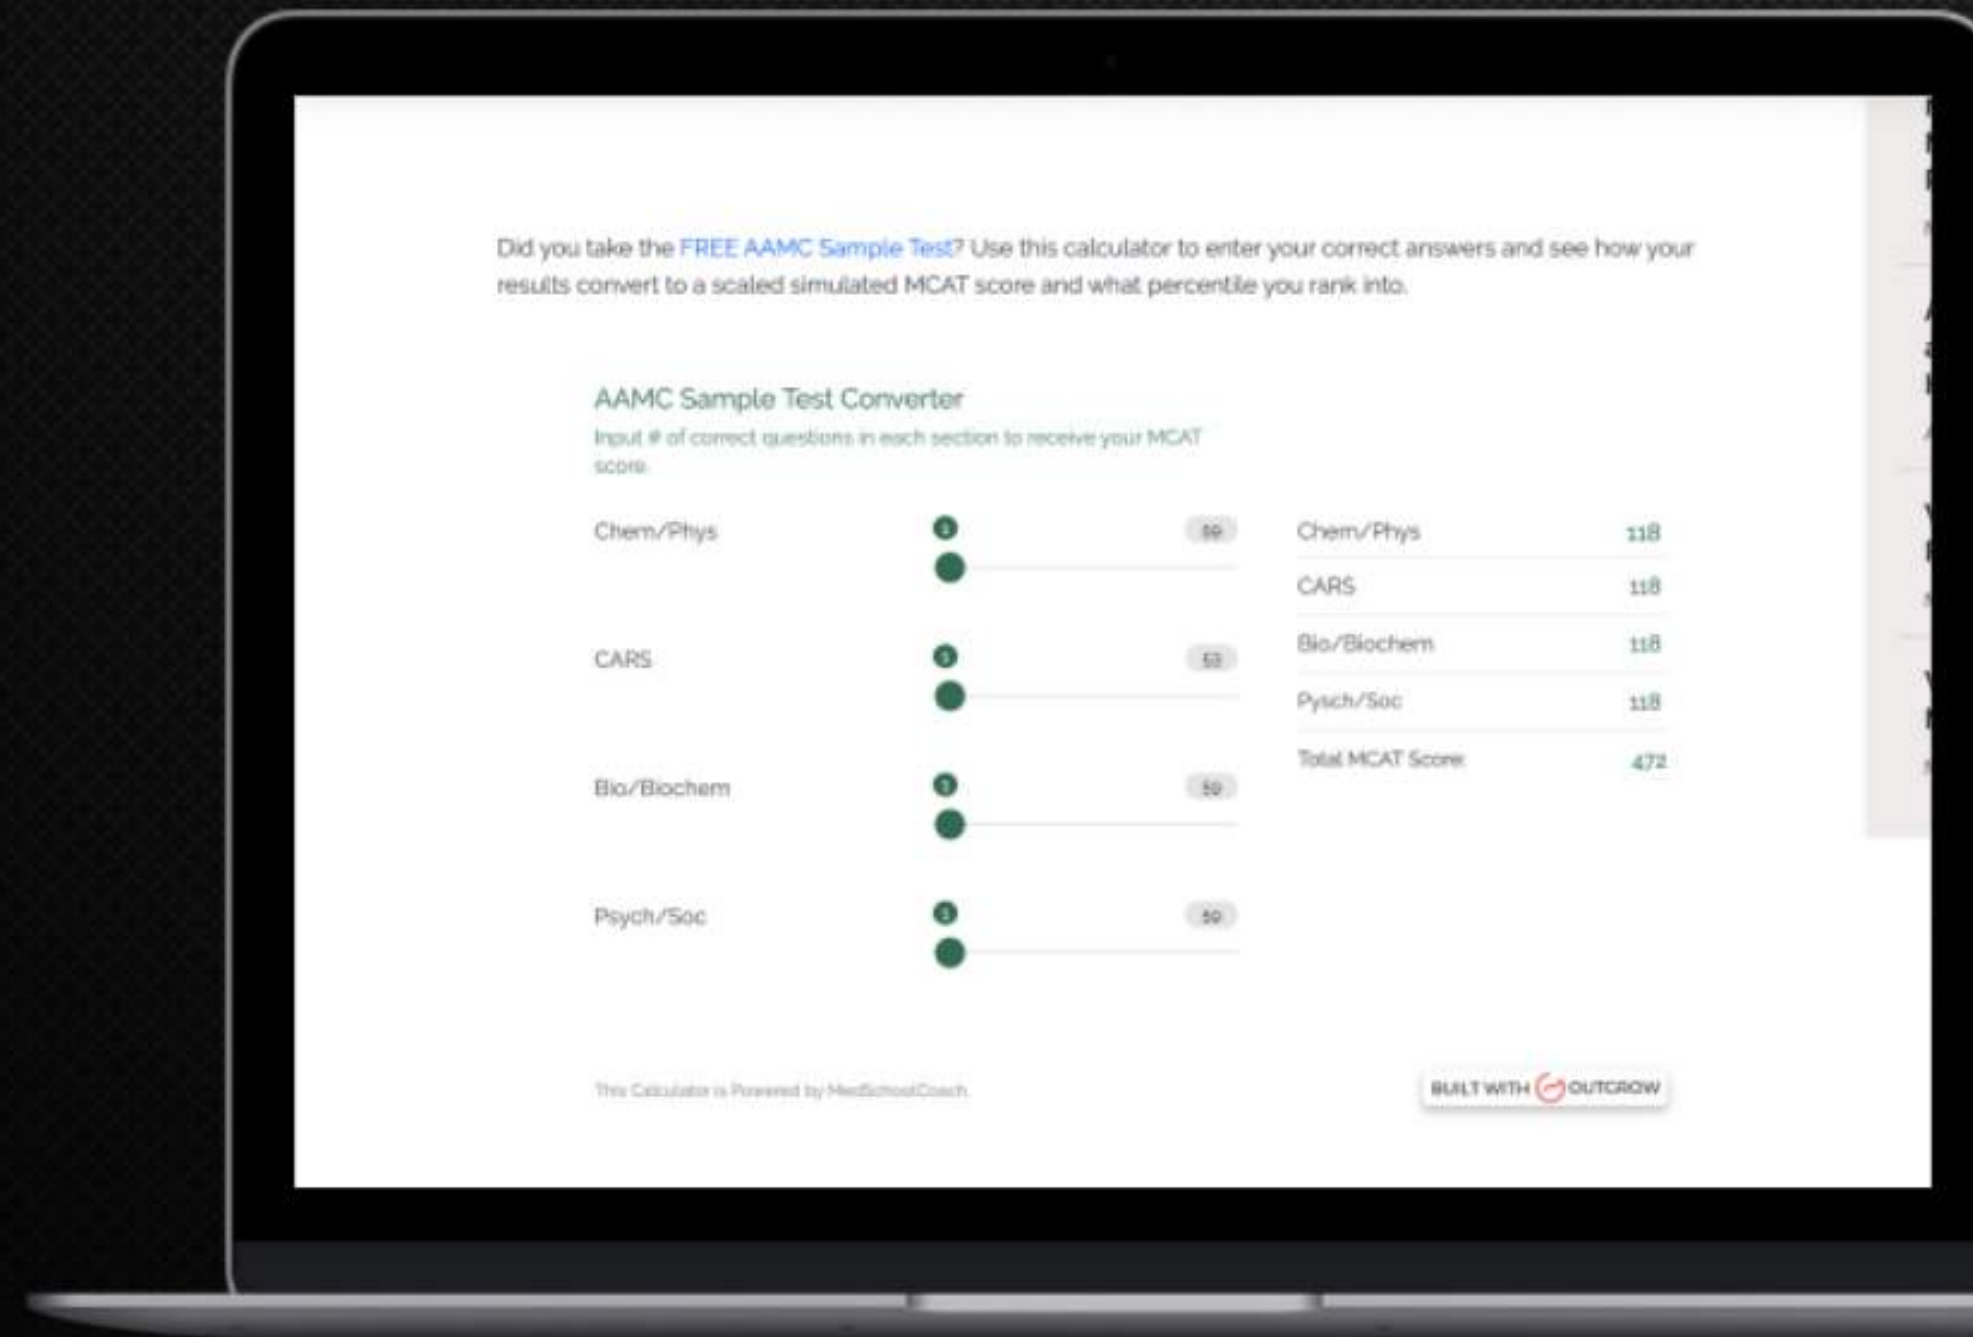 Did you take the FREE AAMC Sample Test? Use this calculator to enter your correct answers and see how your
results convert to a scaled simulated MCAT score and what percentile you rank into.
AAMC Sample Test Converter
Input # of correct questions in each section to receive your MCAT
score.
Chem/Phys 59
CARS 53
Bio/Biochem 59
Psych/Soc 59
Chem/Phys 118
CARS 118
Bio/Biochem 118
Pysch/Soc 118
Total MCAT Score: 472
This Calculator is Powered by MedSchoolCoach.
BUILT WITH OUTGROW